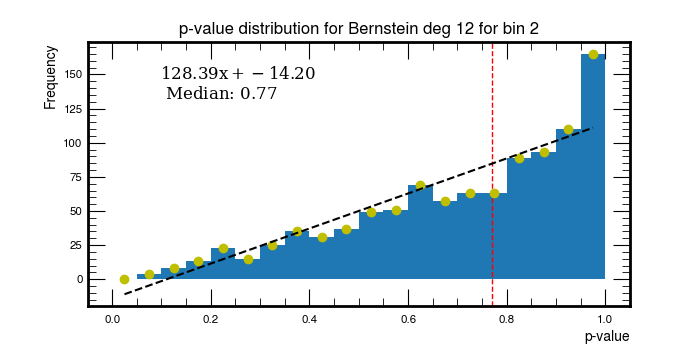 p-value distribution for Bernstein deg 12 for bin 2
Frequency
128.39x + −14.20
Median: 0.77
150
125
100
75
50
25
0
0.0 0.2 0.4 0.6 0.8 1.0
p-value